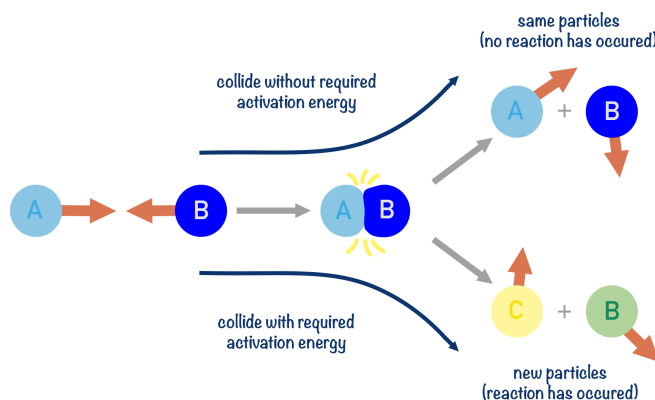 same particles
(no reaction has occured)
collide without required
activation energy
A + B
A B A B
C + B
collide with required
activation energy
new particles
(reaction has occured)